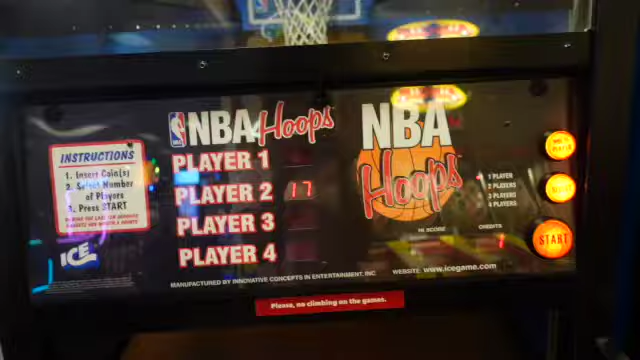 NBA Hoops
NBA
Hoops
INSTRUCTIONS
1. Insert Coin(s)
2. Select Number
of Players
3. Press START
ICE
PLAYER 1
PLAYER 2 17
PLAYER 3
PLAYER 4
1 PLAYER
2 PLAYERS
3 PLAYERS
4 PLAYERS
HI SCORE
CREDITS
START
MANUFACTURED BY INNOVATIVE CONCEPTS IN ENTERTAINMENT, INC
WEBSITE: www.icegame.com
Please, no climbing on the games.